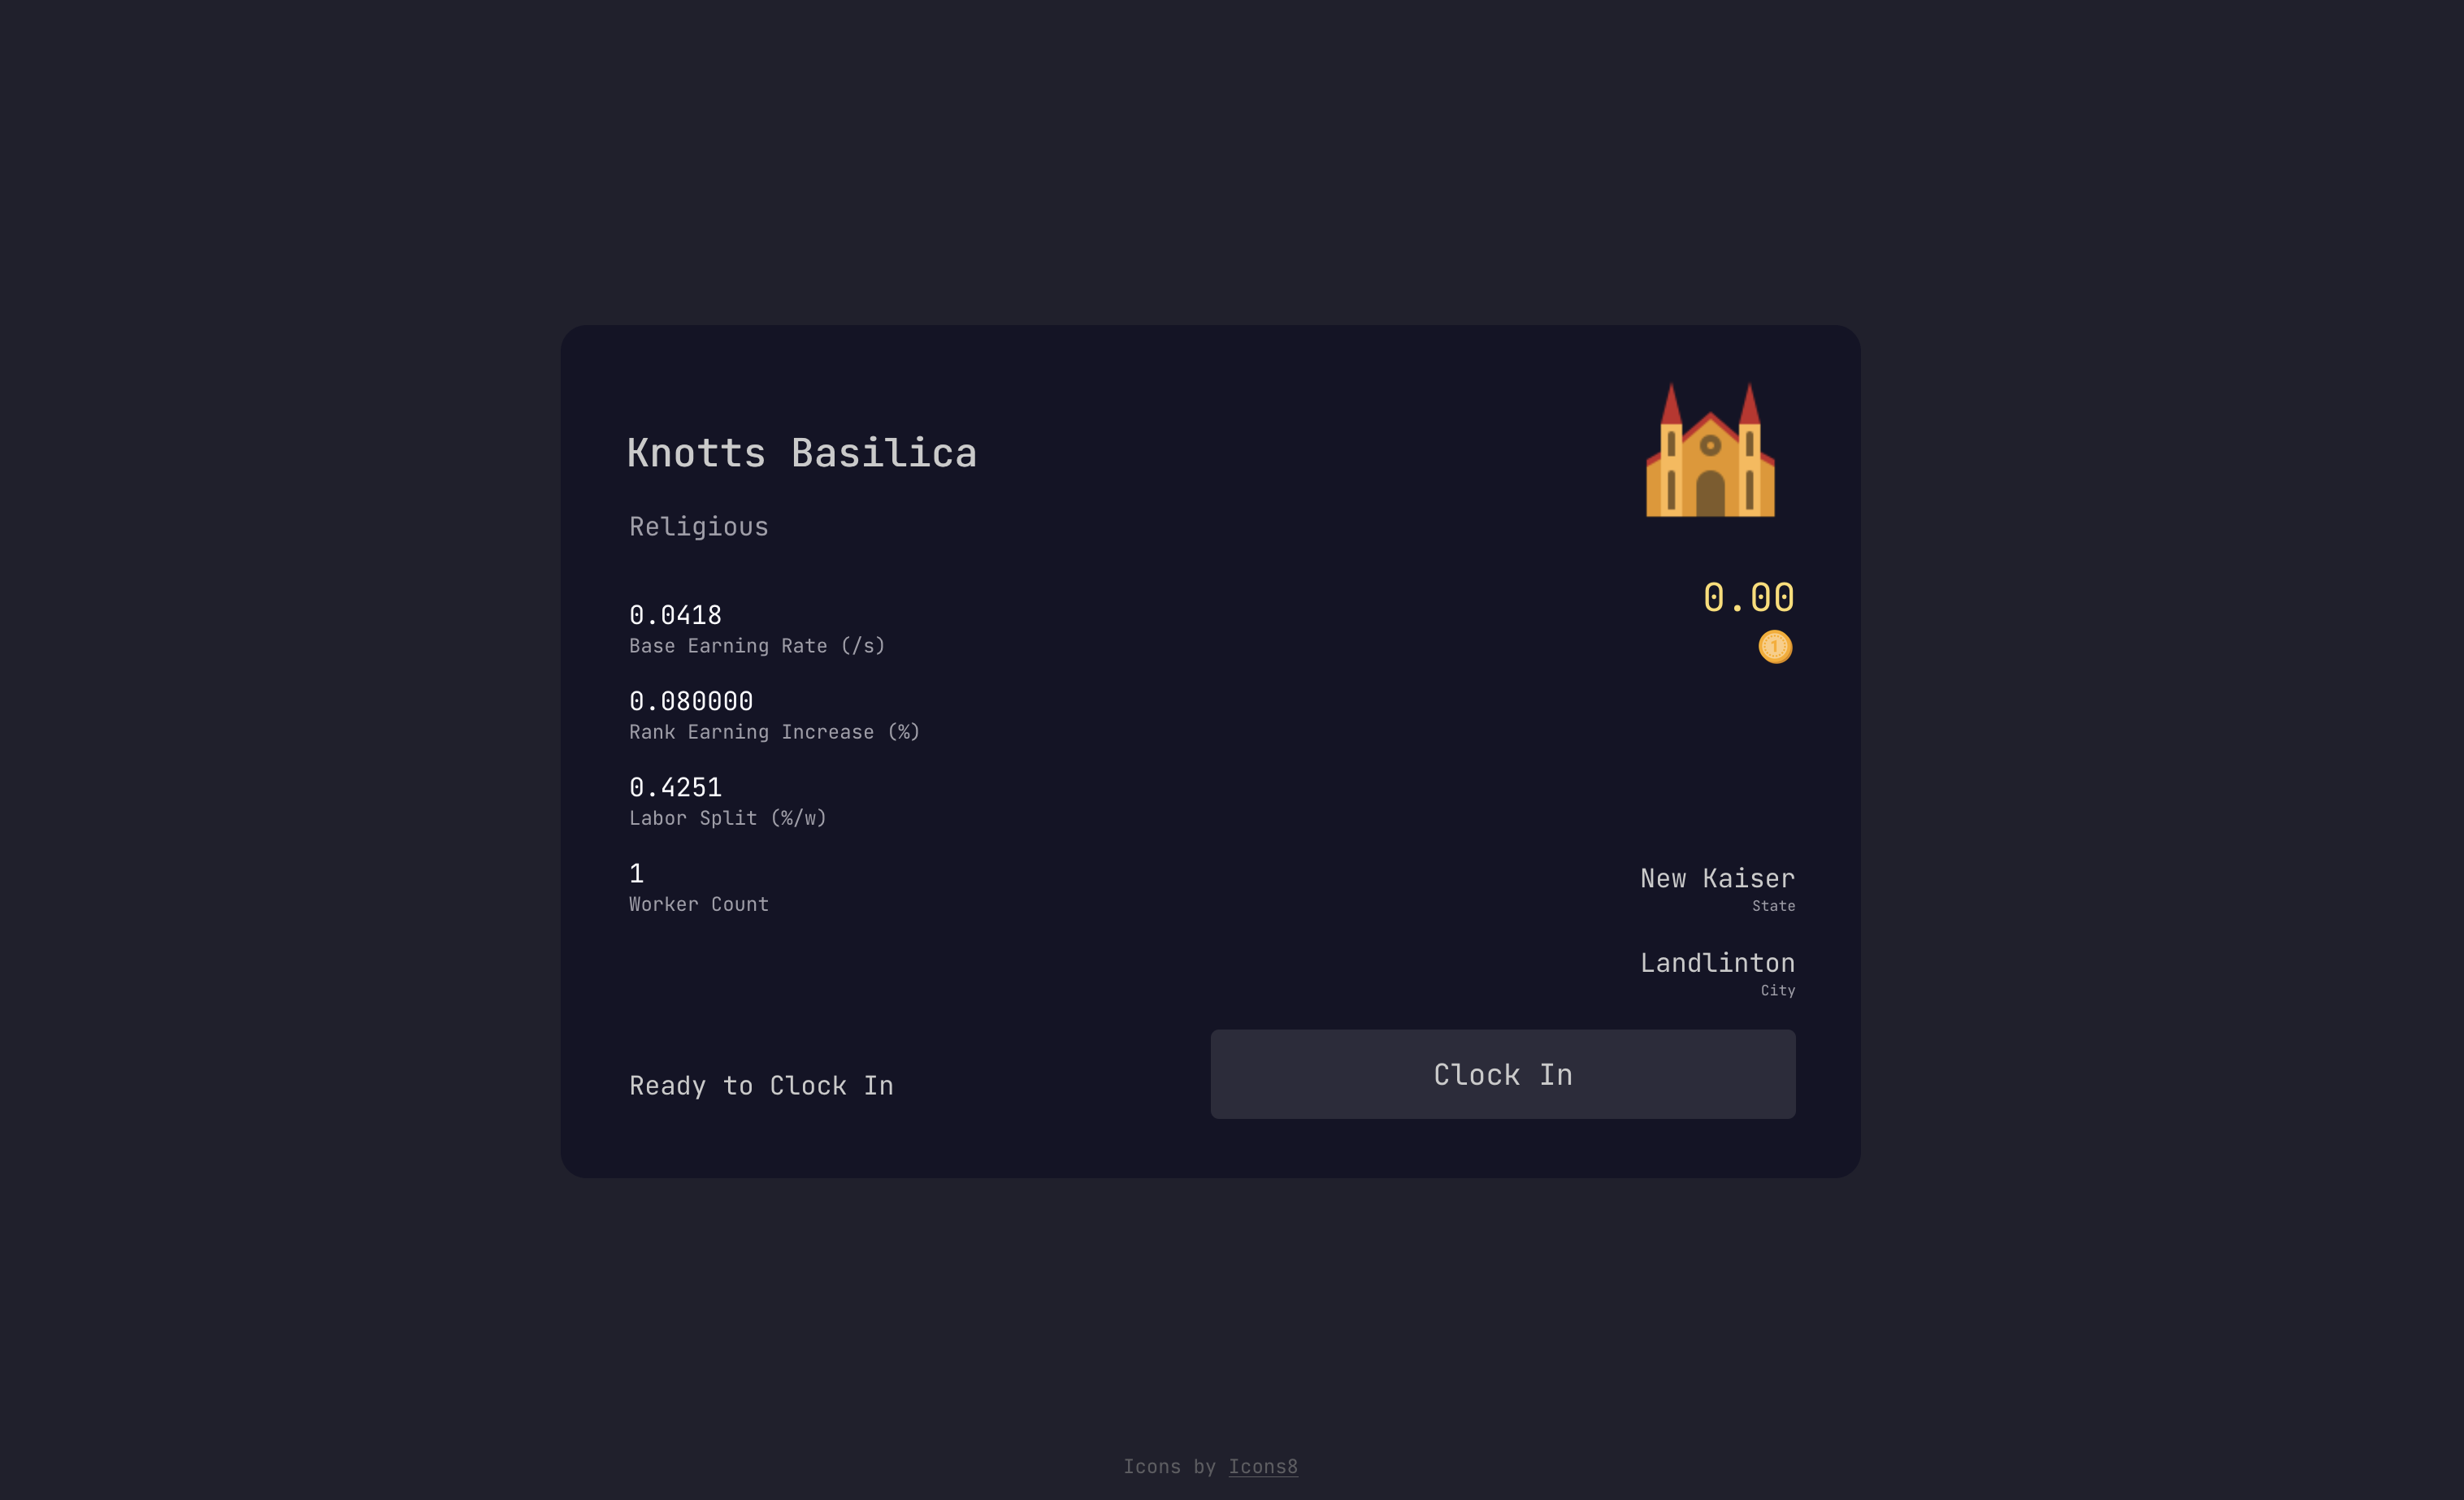 Knotts Basilica
Religious
0.0418
Base Earning Rate (/s)
0.080000
Rank Earning Increase (%)
0.4251
Labor Split (%/w)
1
Worker Count
Ready to Clock In
0.00
1
New Kaiser
State
Landlinton
City
Clock In
Icons by Icons8